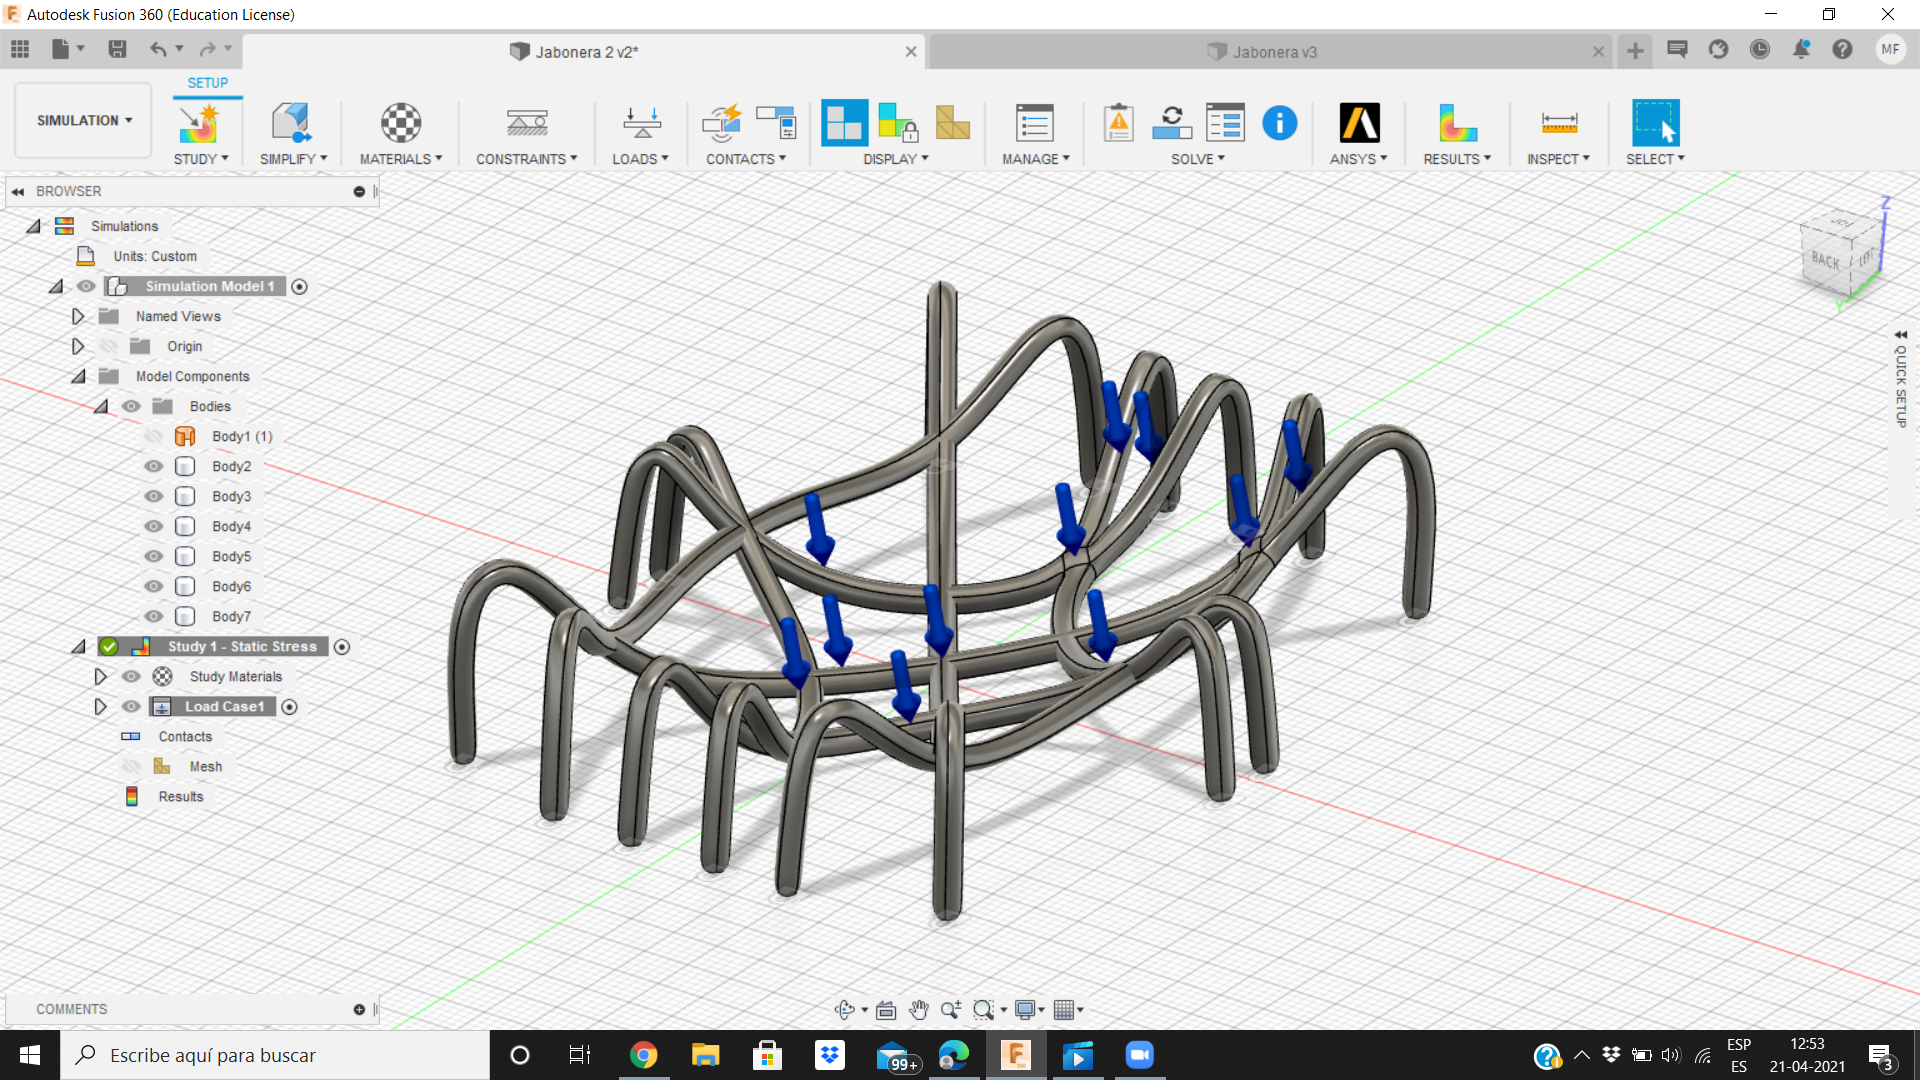 Autodesk Fusion 360 (Education License)
Jabonera 2 v2*
Jabonera v3
MF
SIMULATION
SETUP
STUDY
SIMPLIFY
MATERIALS
CONSTRAINTS
LOADS
CONTACTS
DISPLAY
MANAGE
SOLVE
ANSYS
RESULTS
INSPECT
SELECT
BROWSER
Simulations
Units: Custom
Simulation Model 1
Named Views
Origin
Model Components
Bodies
Body1 (1)
Body2
Body3
Body4
Body5
Body6
Body7
Study 1 - Static Stress
Study Materials
Load Case1
Contacts
Mesh
Results
Z
TOP
BACK
LEFT
Y
QUICK SETUP
COMMENTS
Escribe aquí para buscar
99+
ESP
ES
12:53
21-04-2021
3